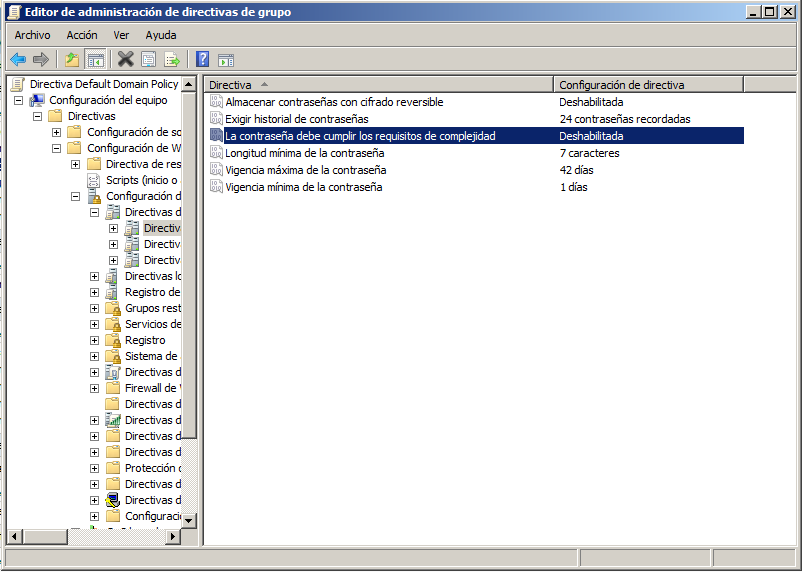 Editor de administración de directivas de grupo
Archivo Acción Ver Ayuda
Directiva Default Domain Policy
Configuración del equipo
Directivas
Configuración de so
Configuración de W
Directiva de res
Scripts (inicio o
Configuración d
Directivas d
Directiva
Directiva
Directiva
Directivas lo
Registro de
Grupos rest
Servicios de
Registro
Sistema de
Directivas d
Firewall de
Directivas d
Directivas d
Directivas d
Directivas d
Protección d
Directivas d
Directivas d
Configuració
Directiva Configuración de directiva
Almacenar contraseñas con cifrado reversible Deshabilitada
Exigir historial de contraseñas 24 contraseñas recordadas
La contraseña debe cumplir los requisitos de complejidad Deshabilitada
Longitud mínima de la contraseña 7 caracteres
Vigencia máxima de la contraseña 42 días
Vigencia mínima de la contraseña 1 días